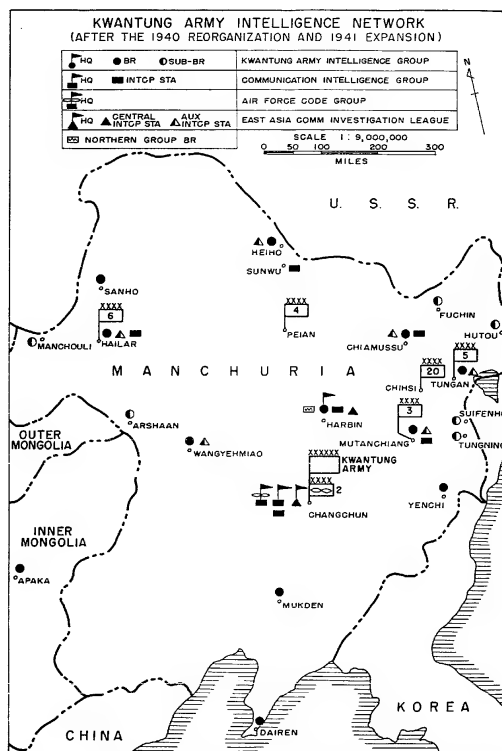 KWANTUNG ARMY INTELLIGENCE NETWORK
(AFTER THE 1940 REORGANIZATION AND 1941 EXPANSION)
HQ BR SUB-BR KWANTUNG ARMY INTELLIGENCE GROUP
HQ INTCP STA COMMUNICATION INTELLIGENCE GROUP
HQ AIR FORCE CODE GROUP
HQ CENTRAL INTCP STA AUX INTCP STA EAST ASIA COMM INVESTIGATION LEAGUE
NORTHERN GROUP BR
SCALE 1:9,000,000
50 0 100 200 300
MILES
U. S. S. R.
HEIHO
SUNWU
SANHO
XXXX
6
MANCHOULI
HAILAR
XXXX
4
PEIAN
FUCHIN
HUTOU
CHIAMUSSU
XXXX
5
TUNGAN
XXXX
20
CHIHSI
MANCHURIA
XXXX
3
MUTANCHIANG
SUIFENHO
TUNGNING
HARBIN
ARSHAAN
OUTER
MONGOLIA
WANGYEHMIAO
XXXXXX
KWANTUNG
ARMY
XXXX
2
CHANGCHUN
YENCHI
INNER
MONGOLIA
APAKA
MUKDEN
KOREA
CHINA
DAIREN